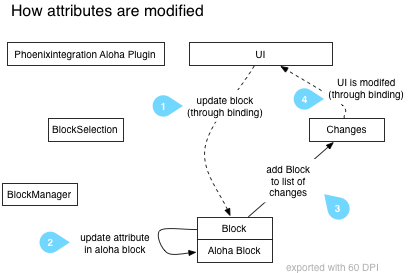 How attributes are modified
Phoenixintegration Aloha Plugin
UI
UI is modifed
(through binding)
4
1
update block
(through binding)
BlockSelection
Changes
add Block
to list of
changes
BlockManager
3
Block
2
update attribute
in aloha block
Aloha Block
exported with 60 DPI